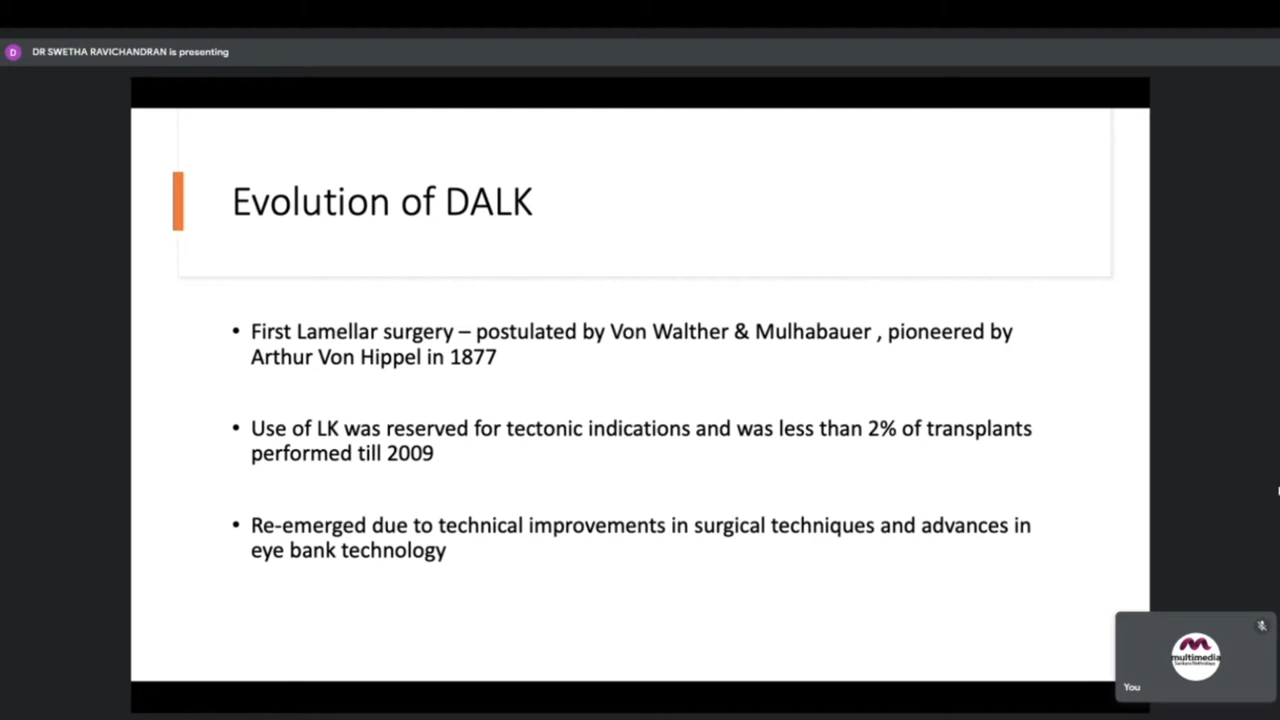 D
DR SWETHA RAVICHANDRAN is presenting
Evolution of DALK
• First Lamellar surgery – postulated by Von Walther & Mulhabauer , pioneered by
Arthur Von Hippel in 1877
• Use of LK was reserved for tectonic indications and was less than 2% of transplants
performed till 2009
• Re-emerged due to technical improvements in surgical techniques and advances in
eye bank technology
multimedia
You